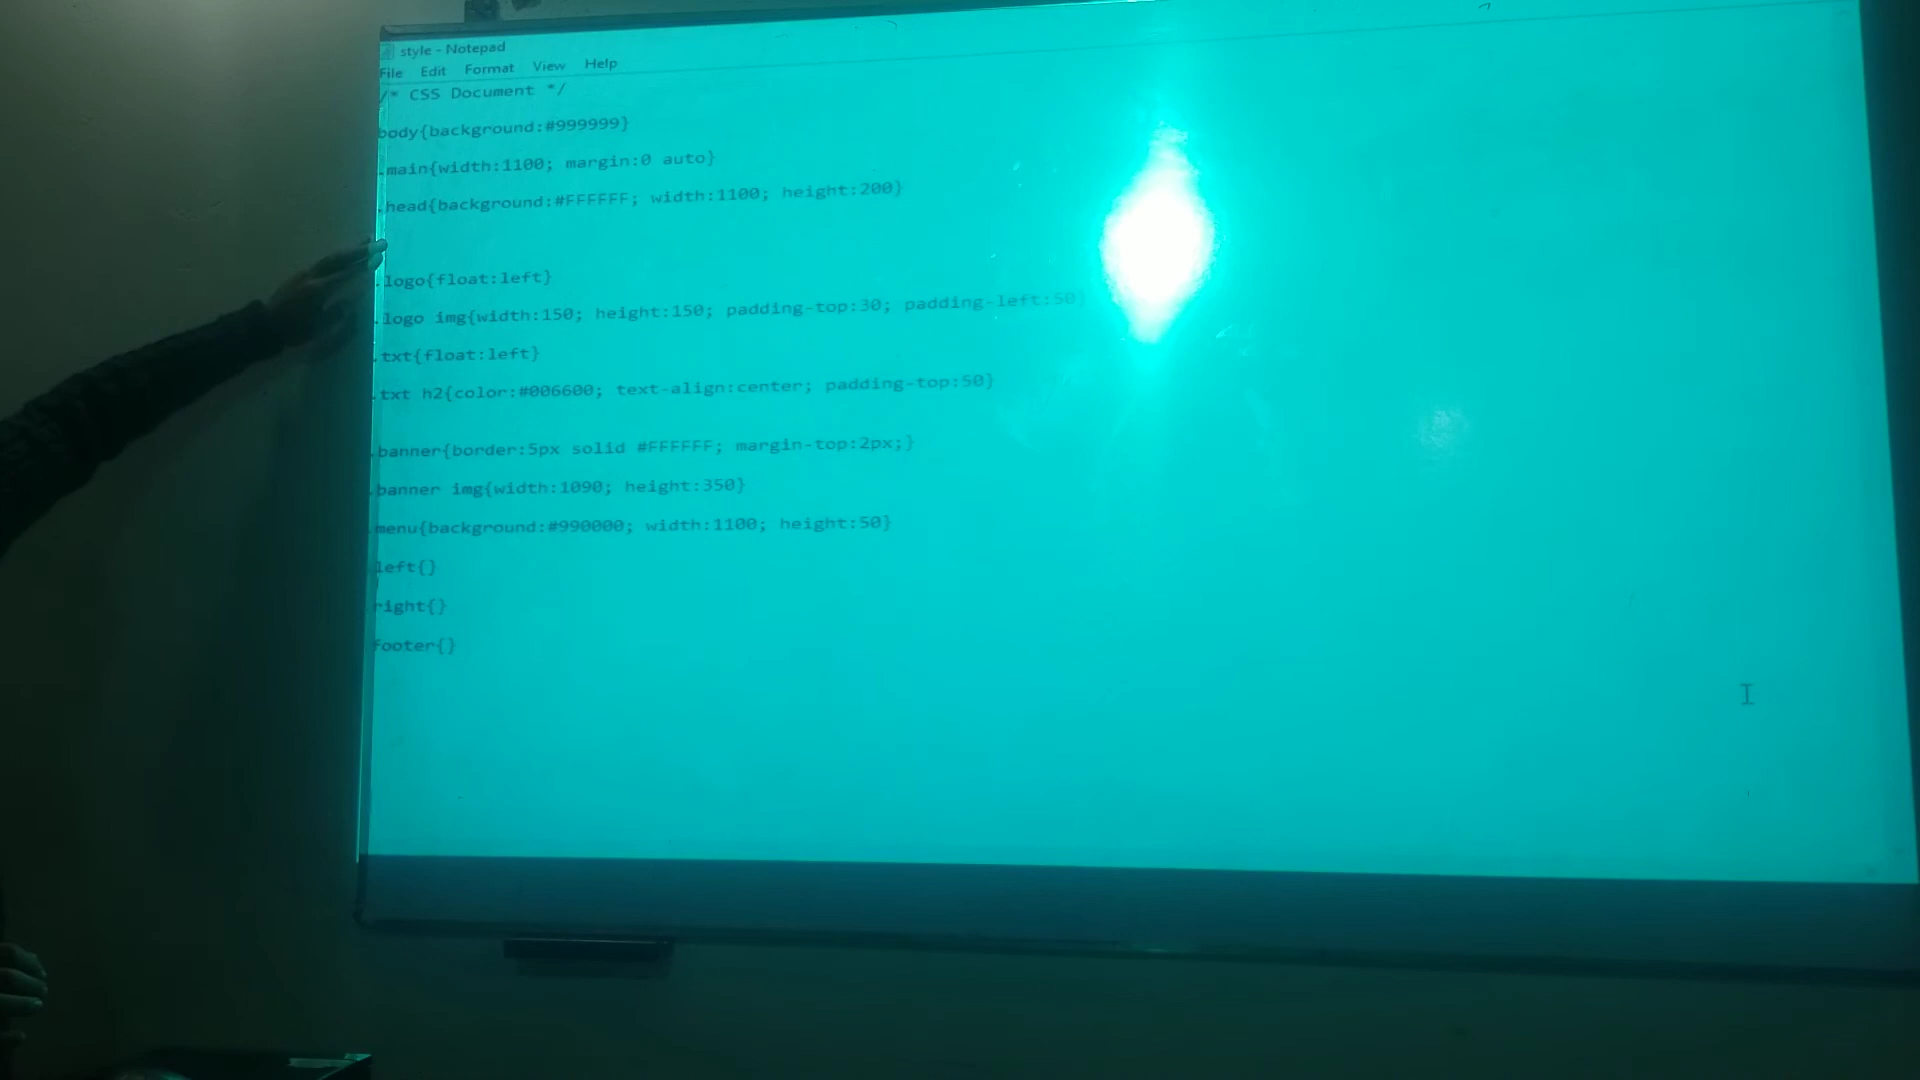 style - Notepad
File Edit Format View Help
/* CSS Document */
body{background:#999999}
.main{width:1100; margin:0 auto}
.head{background:#FFFFFF; width:1100; height:200}
.logo{float:left}
.logo img{width:150; height:150; padding-top:30; padding-left:50}
.txt{float:left}
.txt h2{color:#006600; text-align:center; padding-top:50}
.banner{border:5px solid #FFFFFF; margin-top:2px;}
.banner img{width:1090; height:350}
.menu{background:#990000; width:1100; height:50}
.left{}
.right{}
.footer{}